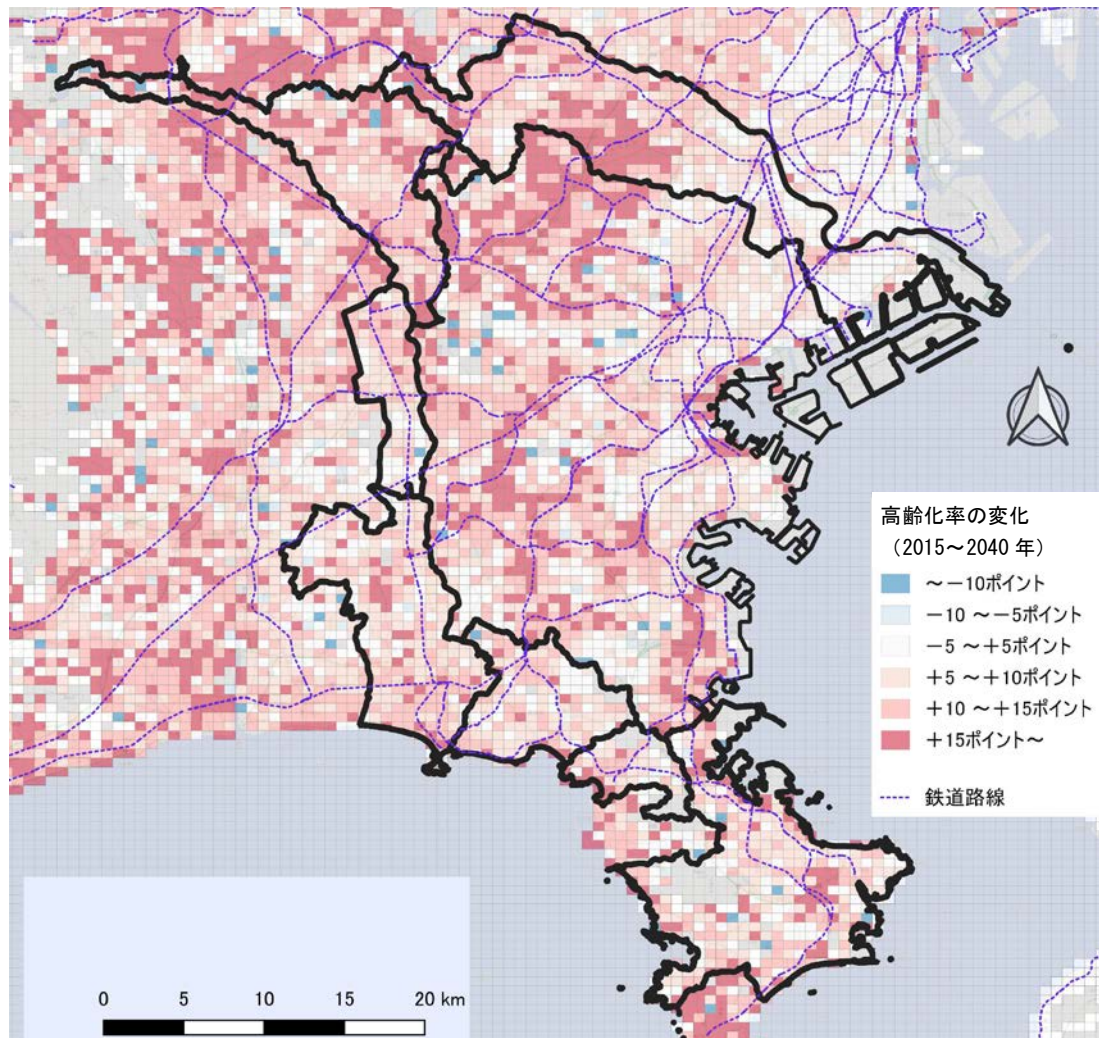 高齢化率の変化
（2015～2040 年）
～－10ポイント
－10 ～－5ポイント
－5 ～＋5ポイント
＋5 ～＋10ポイント
＋10 ～＋15ポイント
＋15ポイント～
鉄道路線
0 5 10 15 20 km